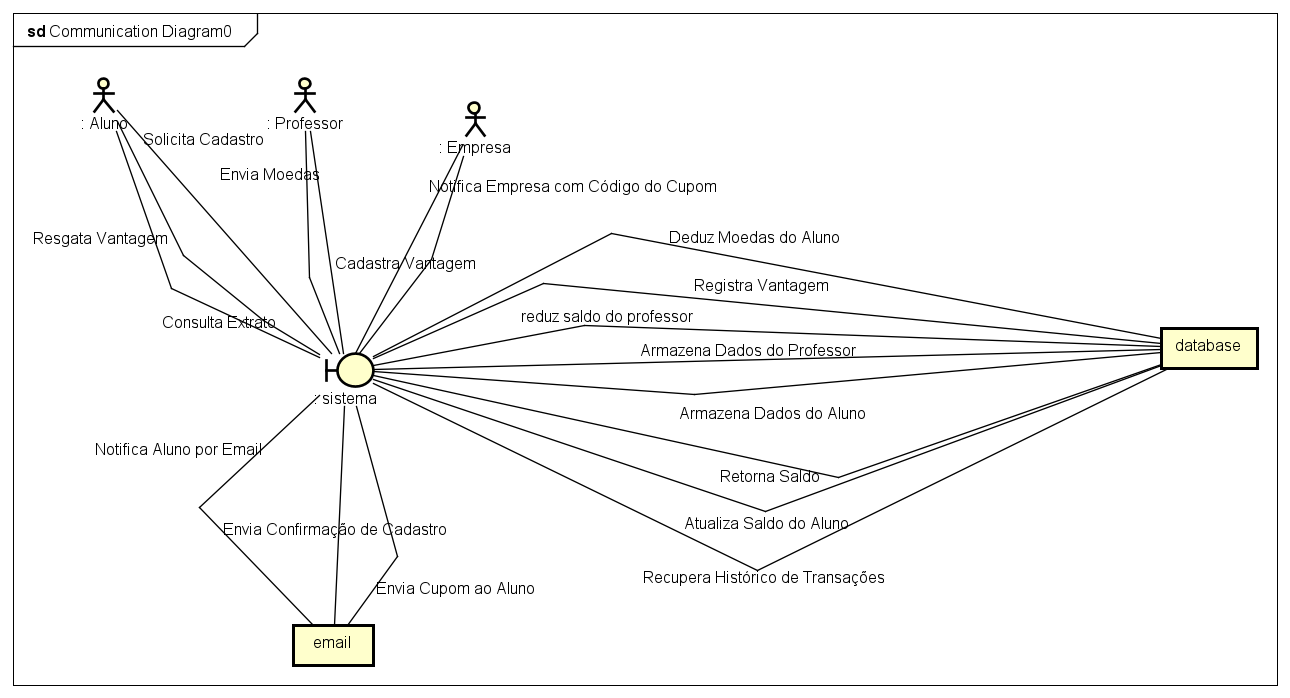 sd Communication Diagram0
: Aluno
: Professor
: Empresa
Solicita Cadastro
Envia Moedas
Notifica Empresa com Código do Cupom
Resgata Vantagem
Deduz Moedas do Aluno
Cadastra Vantagem
Registra Vantagem
Consulta Extrato
reduz saldo do professor
Armazena Dados do Professor
database
: sistema
Armazena Dados do Aluno
Notifica Aluno por Email
Retorna Saldo
Envia Confirmação de Cadastro
Atualiza Saldo do Aluno
Recupera Histórico de Transações
Envia Cupom ao Aluno
email